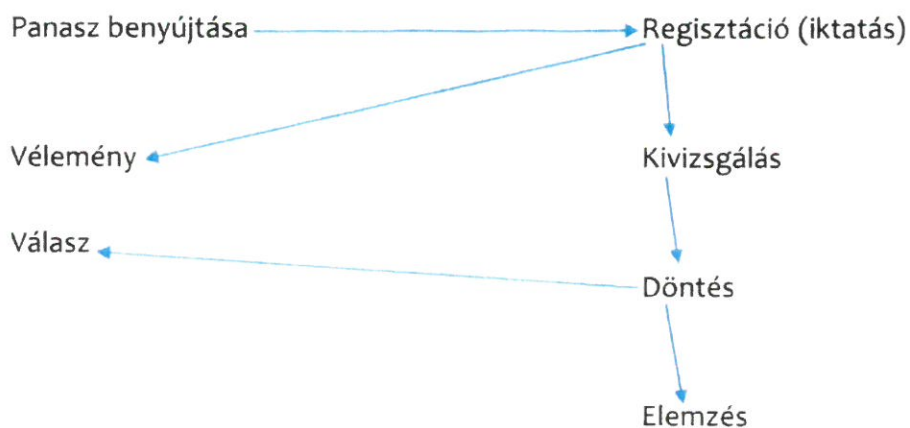 Panasz benyújtása
Regisztáció (iktatás)
Vélemény
Kivizsgálás
Válasz
Döntés
Elemzés